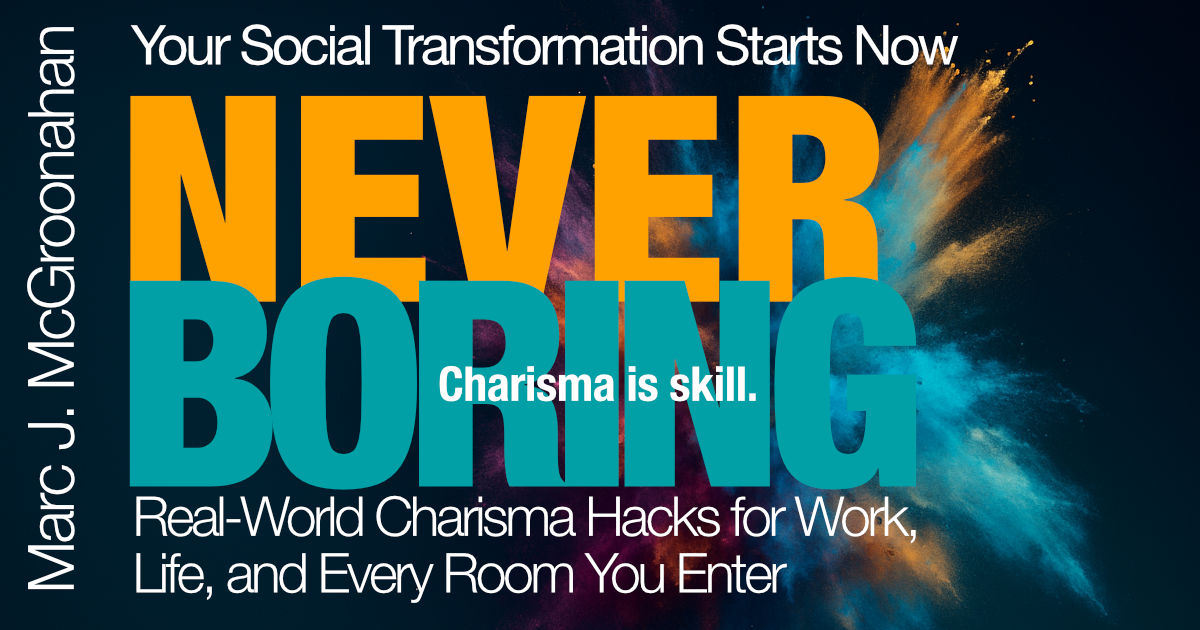 Marc J. McGroonahan
Your Social Transformation Starts Now
NEVER
BORING
Charisma is skill.
Real-World Charisma Hacks for Work,
Life, and Every Room You Enter